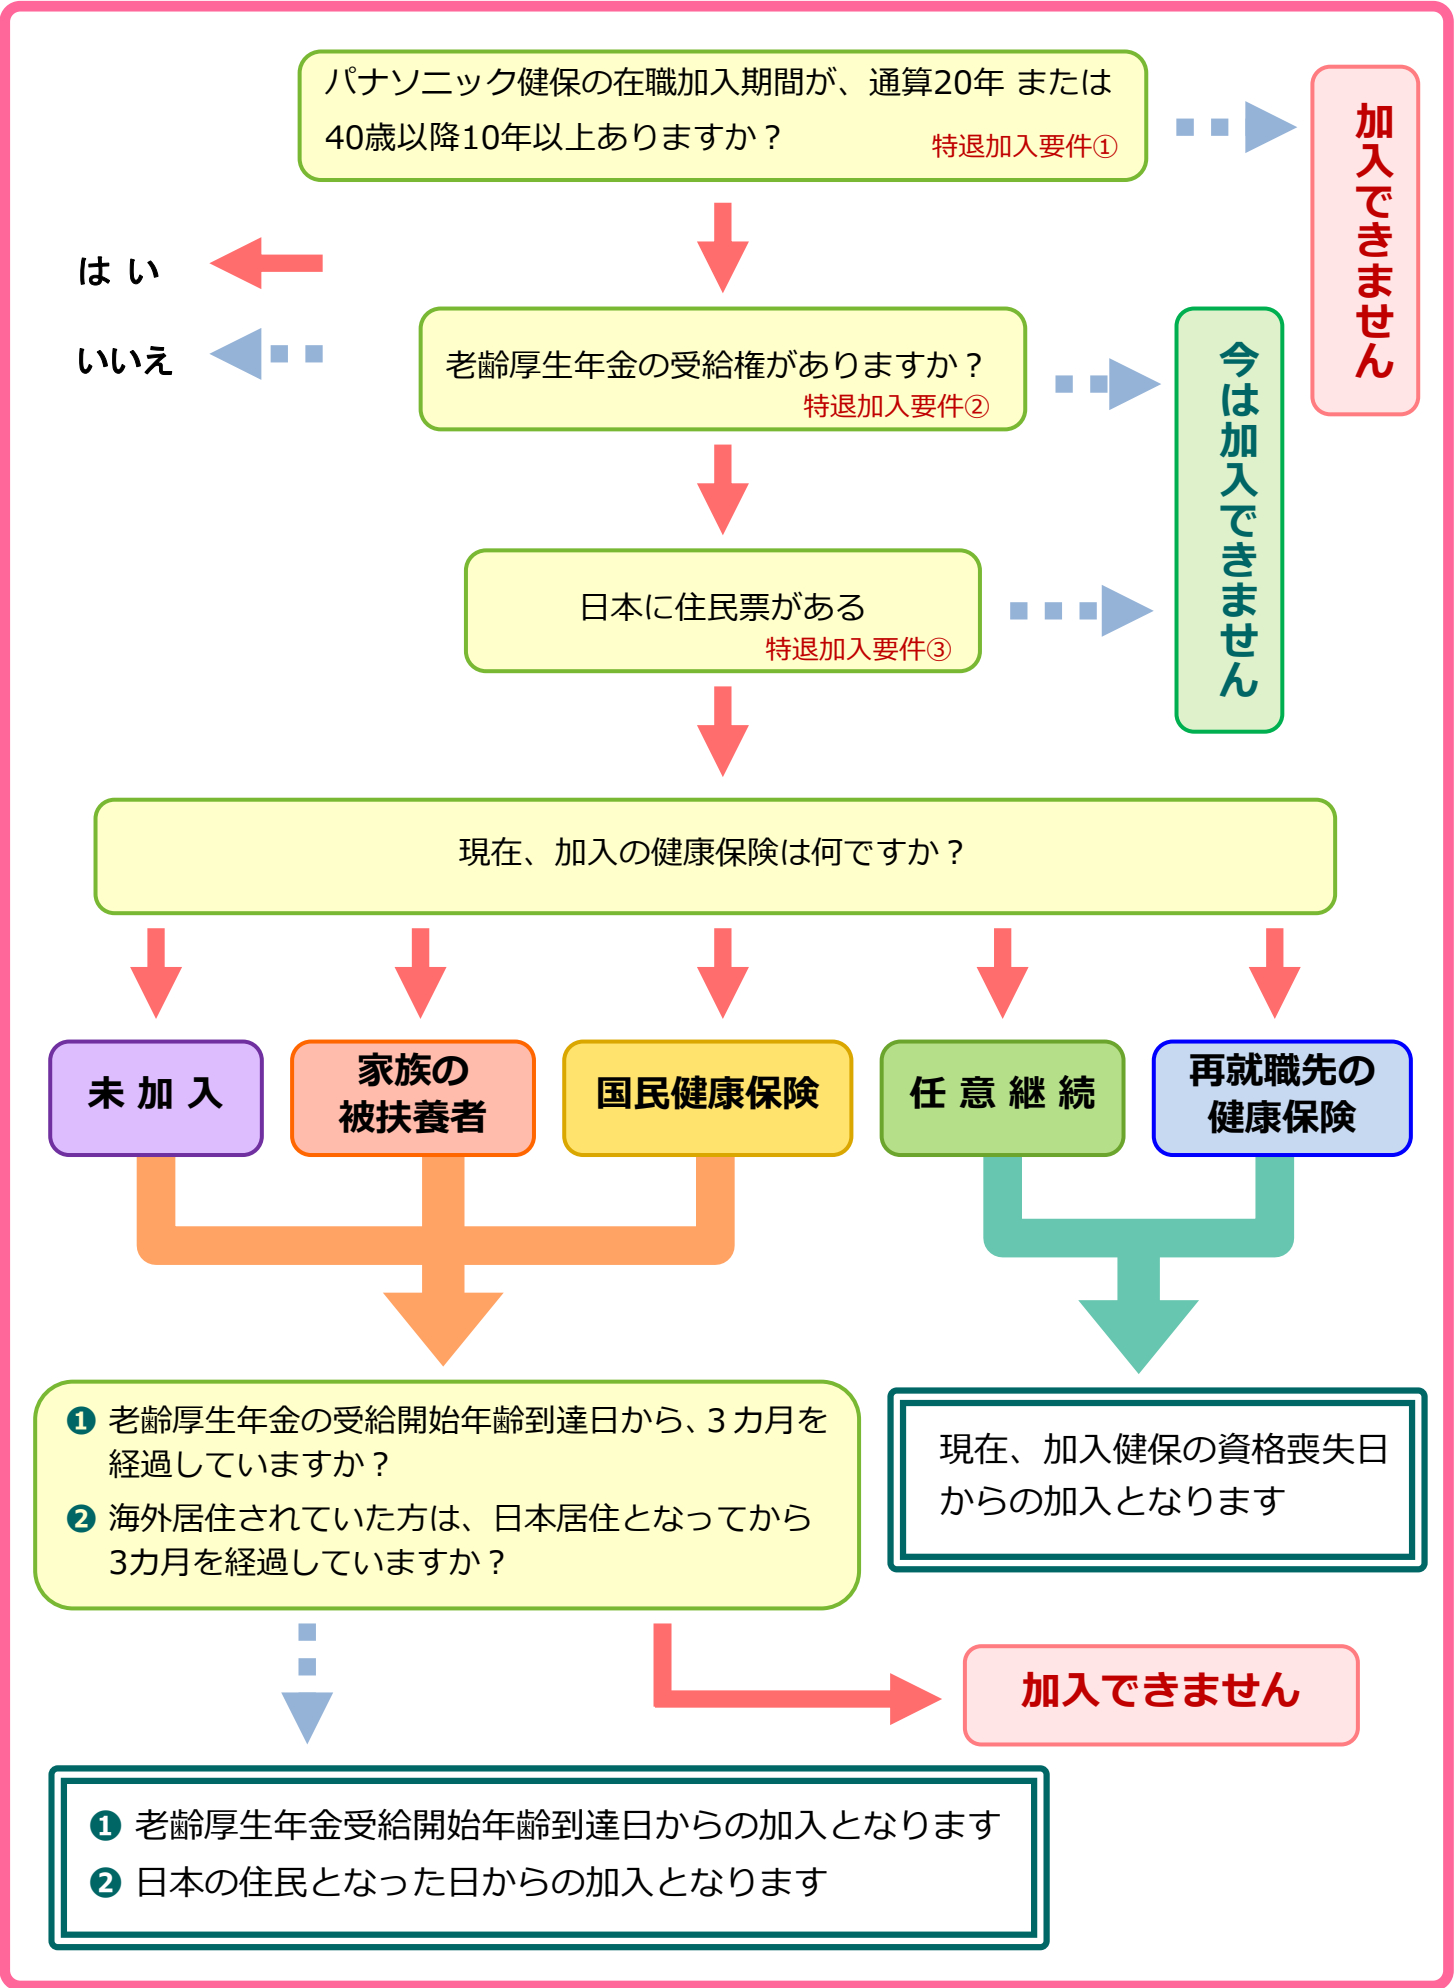 パナソニック健保の在職加入期間が、通算20年 または
40歳以降10年以上ありますか？
特退加入要件①
加入できません
はい
いいえ
老齢厚生年金の受給権がありますか？
特退加入要件②
今は加入できません
日本に住民票がある
特退加入要件③
現在、加入の健康保険は何ですか？
未加入
家族の
被扶養者
国民健康保険
任意継続
再就職先の
健康保険
❶ 老齢厚生年金の受給開始年齢到達日から、３カ月を
経過していますか？
❷ 海外居住されていた方は、日本居住となってから
3カ月を経過していますか？
現在、加入健保の資格喪失日
からの加入となります
加入できません
❶ 老齢厚生年金受給開始年齢到達日からの加入となります
❷ 日本の住民となった日からの加入となります